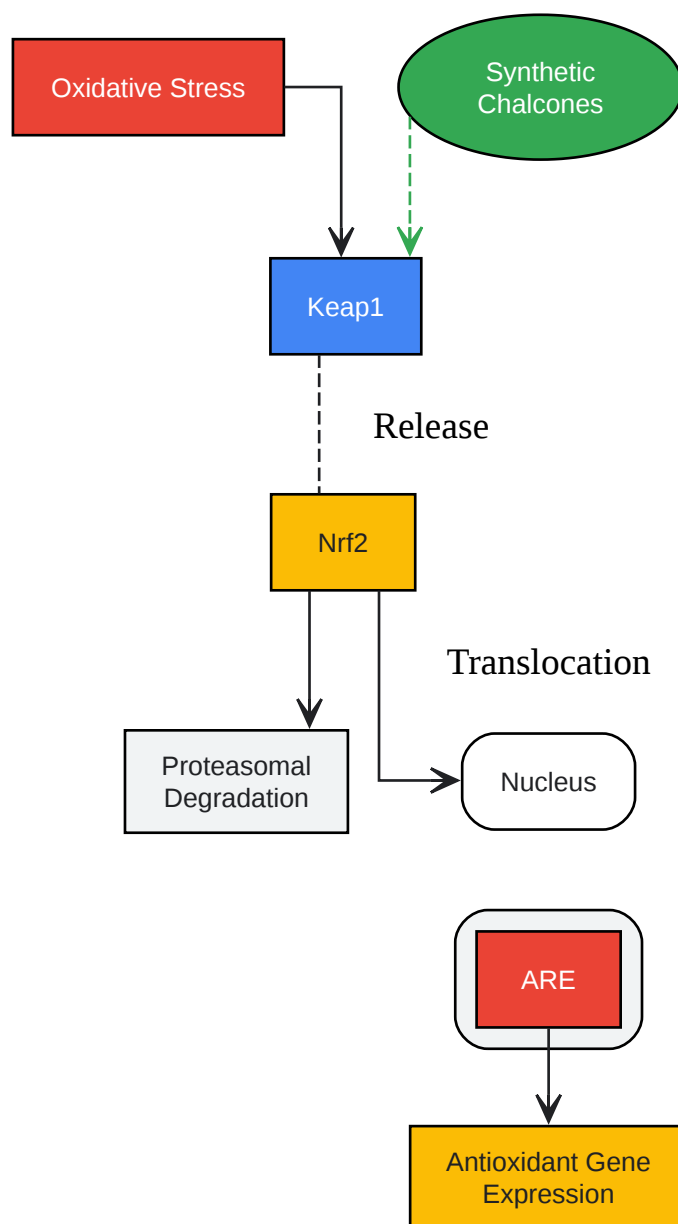 Oxidative Stress
Synthetic
Chalcones
Keap1
Release
Nrf2
Translocation
Proteasomal
Degradation
Nucleus
ARE
Antioxidant Gene
Expression